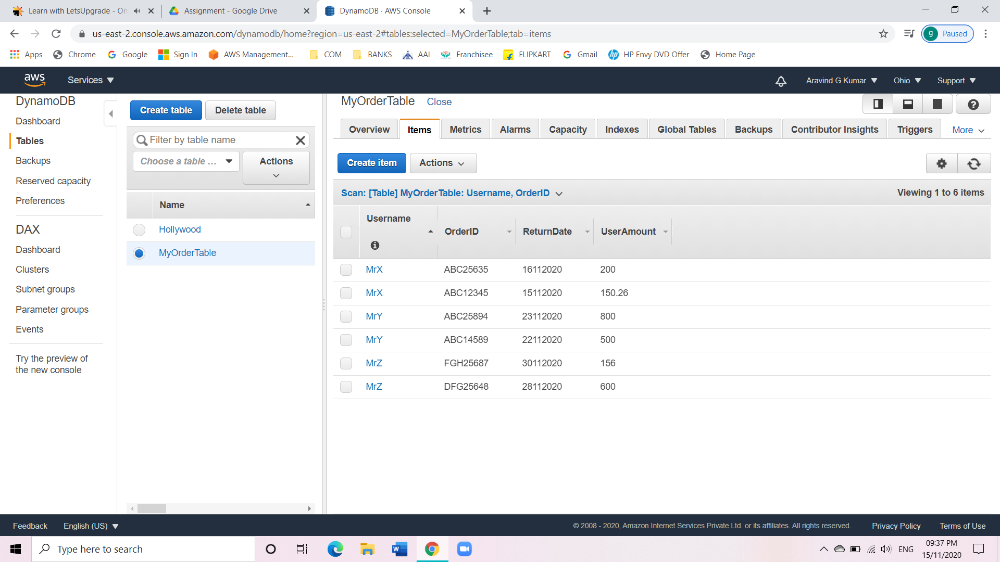 Learn with LetsUpgrade - On
Assignment - Google Drive
DynamoDB · AWS Console
us-east-2.console.aws.amazon.com/dynamodb/home?region=us-east-2#tables:selected=MyOrderTable;tab=items
g Paused
Apps Chrome Google Sign In AWS Management... COM BANKS AAI Franchisee FLIPKART Gmail HP Envy DVD Offer Home Page
aws Services Aravind G Kumar Ohio Support
DynamoDB
Dashboard
Tables
Backups
Reserved capacity
Preferences
DAX
Dashboard
Clusters
Subnet groups
Parameter groups
Events
Try the preview of
the new console
Create table Delete table
Filter by table name
Choose a table ... Actions
Name
Hollywood
MyOrderTable
MyOrderTable Close
Overview Items Metrics Alarms Capacity Indexes Global Tables Backups Contributor Insights Triggers More
Create item Actions
Scan: [Table] MyOrderTable: Username, OrderID Viewing 1 to 6 items
Username OrderID ReturnDate UserAmount
MrX ABC25635 16112020 200
MrX ABC12345 15112020 150.26
MrY ABC25894 23112020 800
MrY ABC14589 22112020 500
MrZ FGH25687 30112020 156
MrZ DFG25648 28112020 600
Feedback English (US) © 2008 - 2020, Amazon Internet Services Private Ltd. or its affiliates. All rights reserved. Privacy Policy Terms of Use
Type here to search
ENG
09:37 PM
15/11/2020